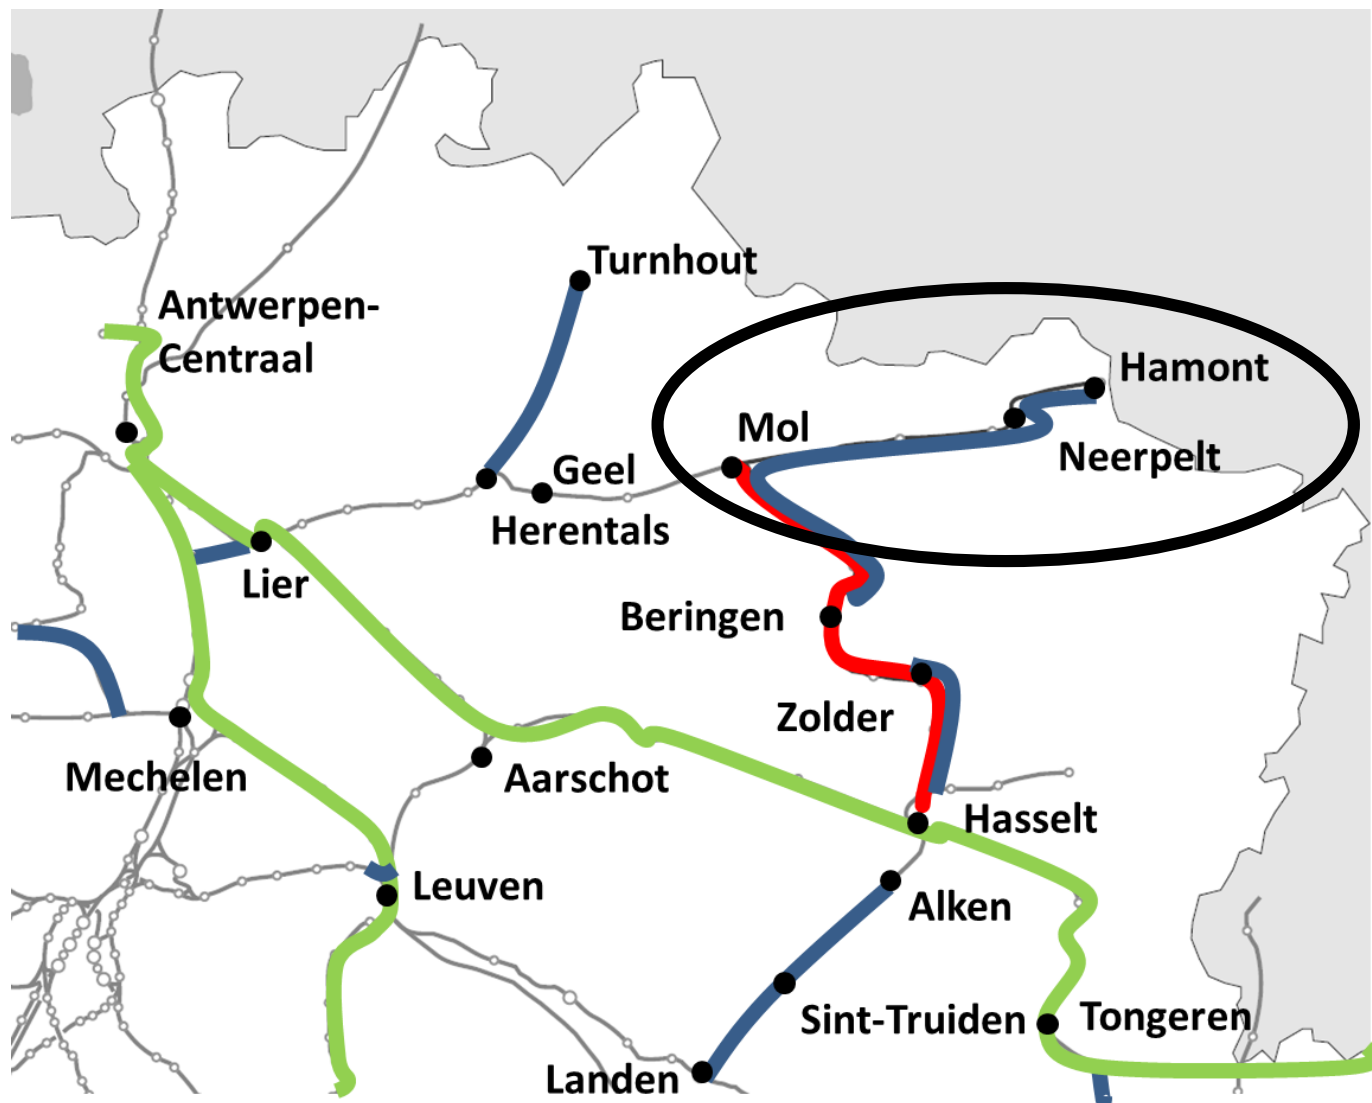 Turnhout
Antwerpen-
Centraal
Hamont
Mol
Neerpelt
Geel
Herentals
Lier
Beringen
Zolder
Mechelen
Aarschot
Hasselt
Leuven
Alken
Sint-Truiden
Tongeren
Landen